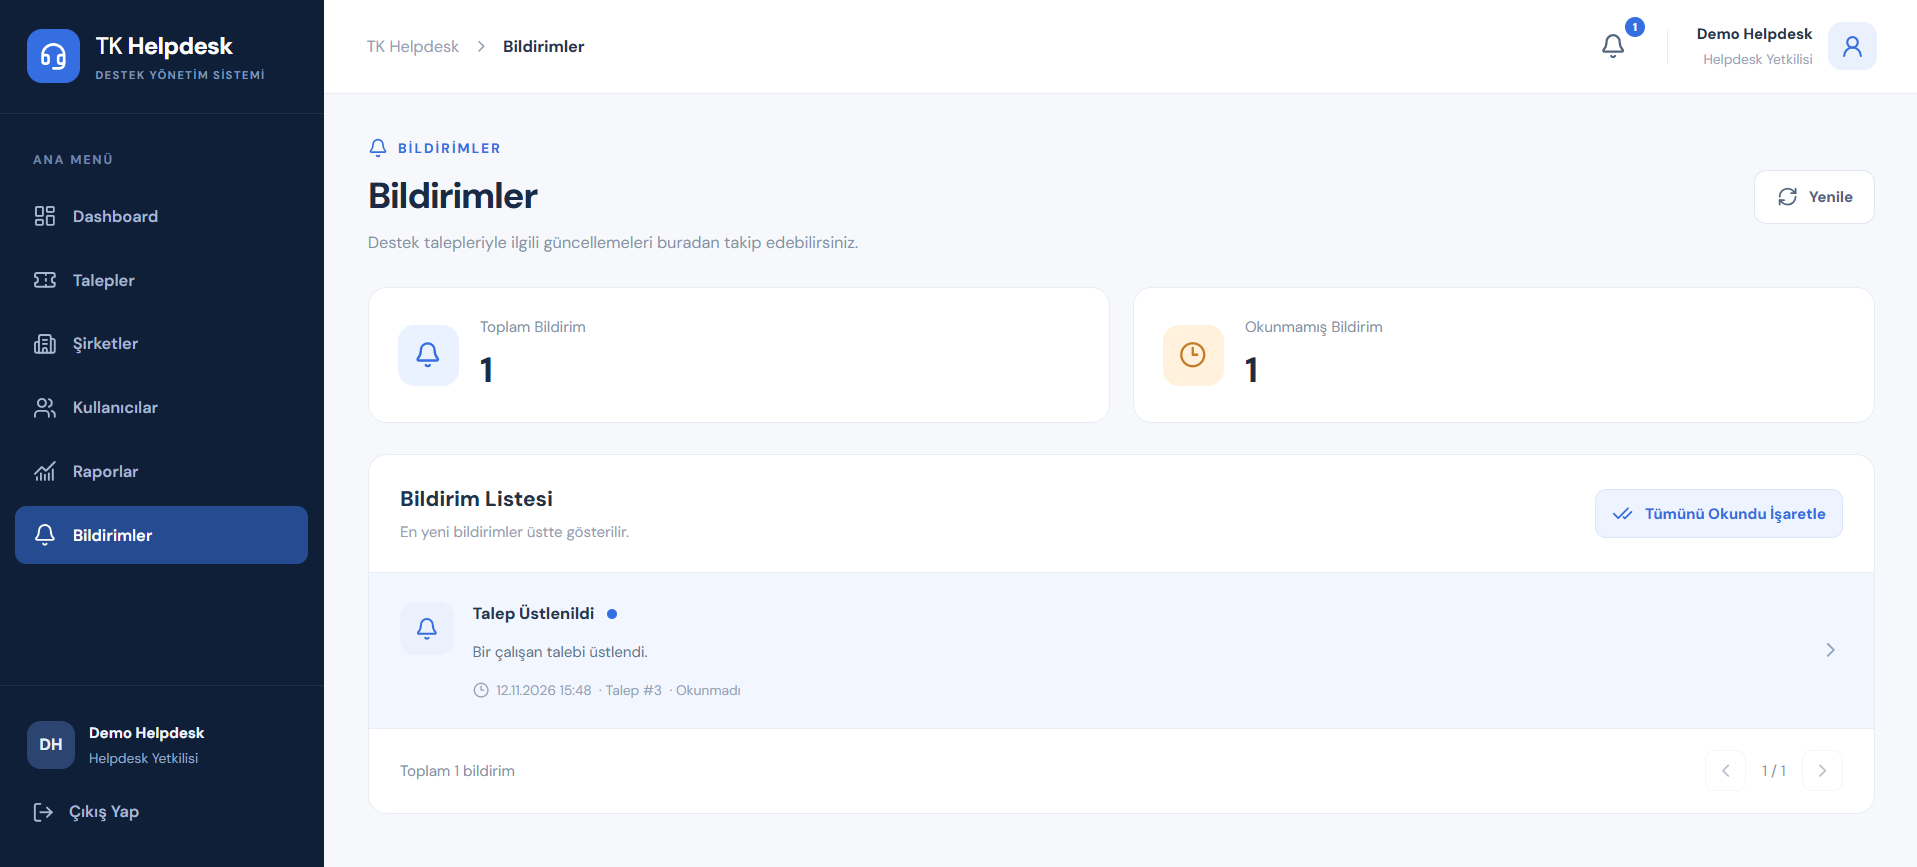 TK Helpdesk
DESTEK YÖNETİM SİSTEMİ
ANA MENÜ
Dashboard
Talepler
Şirketler
Kullanıcılar
Raporlar
Bildirimler
DH
Demo Helpdesk
Helpdesk Yetkilisi
Çıkış Yap
TK Helpdesk
Bildirimler
1
Demo Helpdesk
Helpdesk Yetkilisi
BİLDİRİMLER
Bildirimler
Destek talepleriyle ilgili güncellemeleri buradan takip edebilirsiniz.
Yenile
Toplam Bildirim
1
Okunmamış Bildirim
1
Bildirim Listesi
En yeni bildirimler üstte gösterilir.
Tümünü Okundu İşaretle
Talep Üstlenildi
Bir çalışan talebi üstlendi.
12.11.2026 15:48 · Talep #3 · Okunmadı
Toplam 1 bildirim
1 / 1